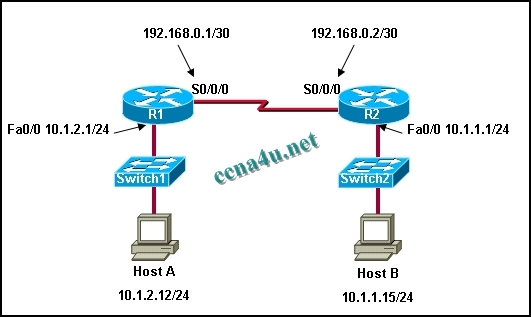 192.168.0.1/30
192.168.0.2/30
S0/0/0
S0/0/0
R1
R2
Fa0/0 10.1.2.1/24
Fa0/0 10.1.1.1/24
Switch1
ccna4u.net
Switch2
Host A
Host B
10.1.2.12/24
10.1.1.15/24